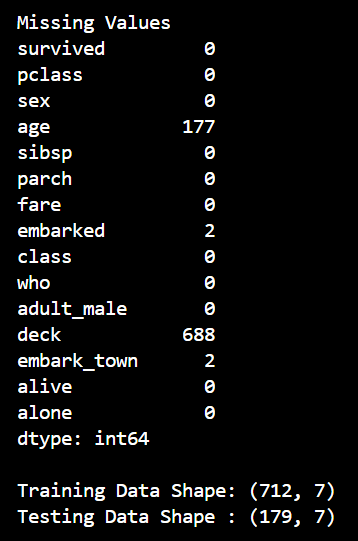 Missing Values
survived 0
pclass 0
sex 0
age 177
sibsp 0
parch 0
fare 0
embarked 2
class 0
who 0
adult_male 0
deck 688
embark_town 2
alive 0
alone 0
dtype: int64
Training Data Shape: (712, 7)
Testing Data Shape : (179, 7)